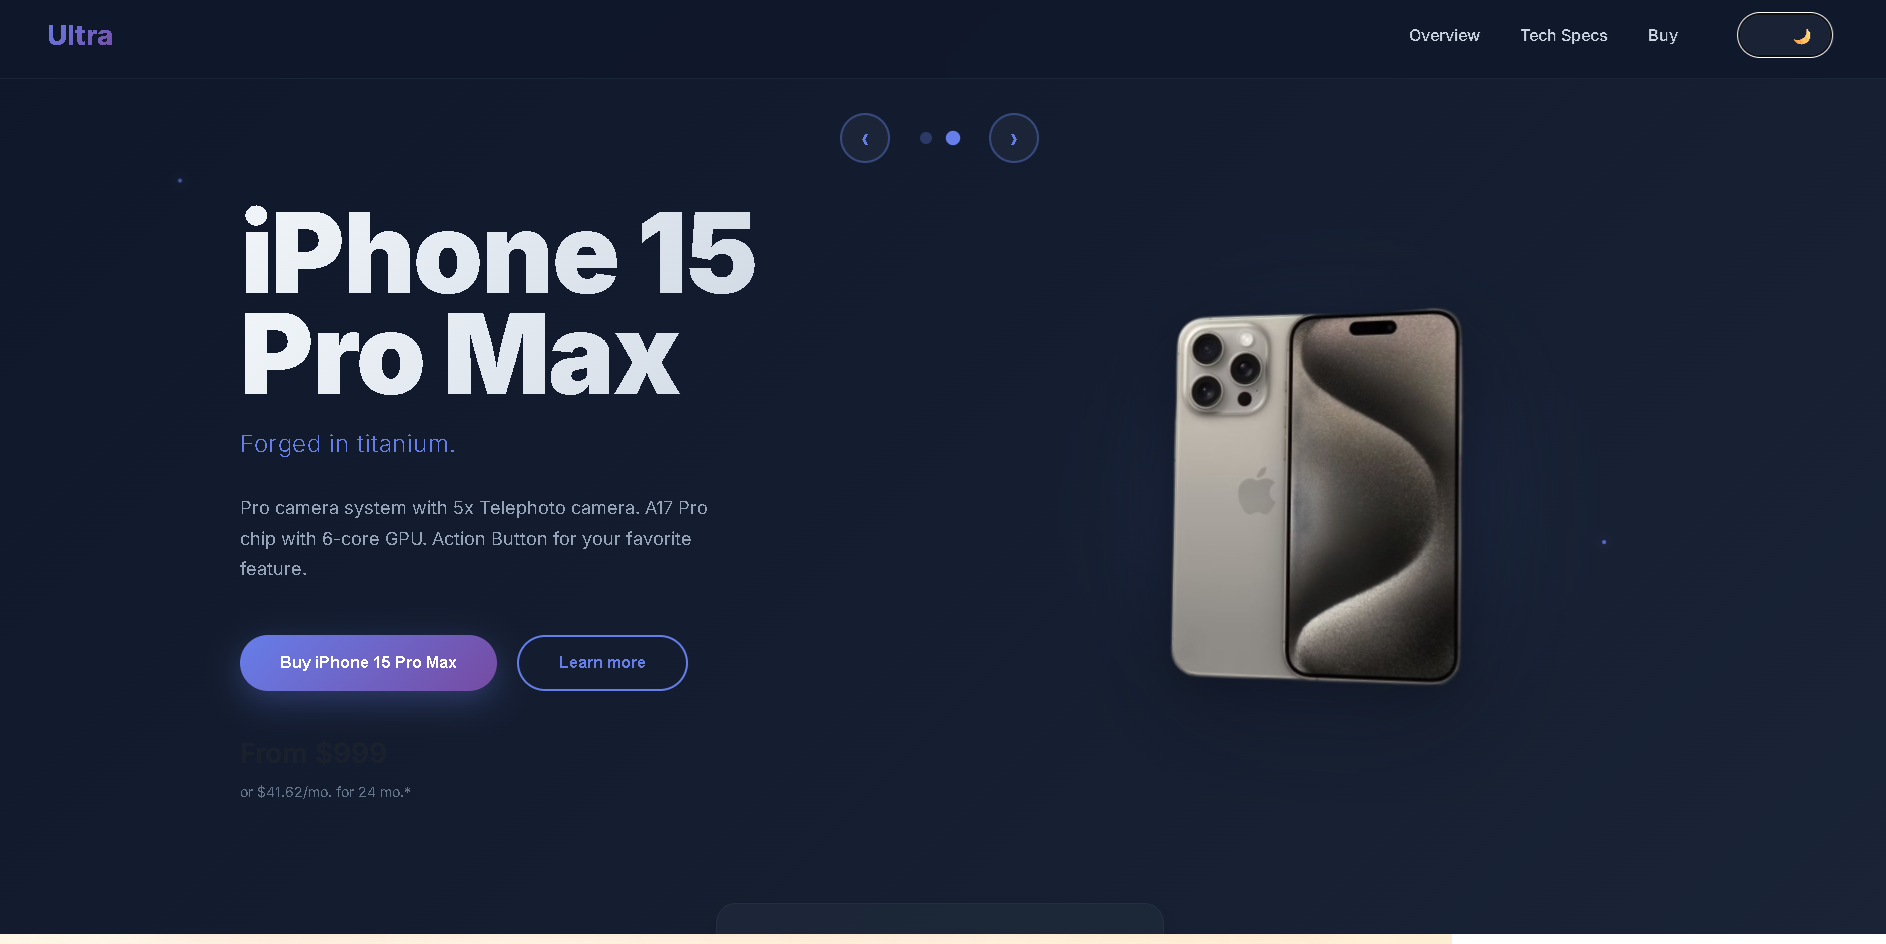 Ultra
Overview
Tech Specs
Buy
iPhone 15
Pro Max
Forged in titanium.
Pro camera system with 5x Telephoto camera. A17 Pro
chip with 6-core GPU. Action Button for your favorite
feature.
Buy iPhone 15 Pro Max
Learn more
From $999
or $41.62/mo. for 24 mo.*